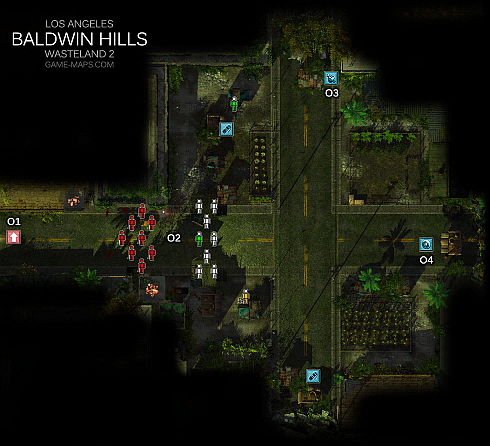 LOS ANGELES
BALDWIN HILLS
WASTELAND 2
GAME-MAPS.COM
O3
O1
O2
O4